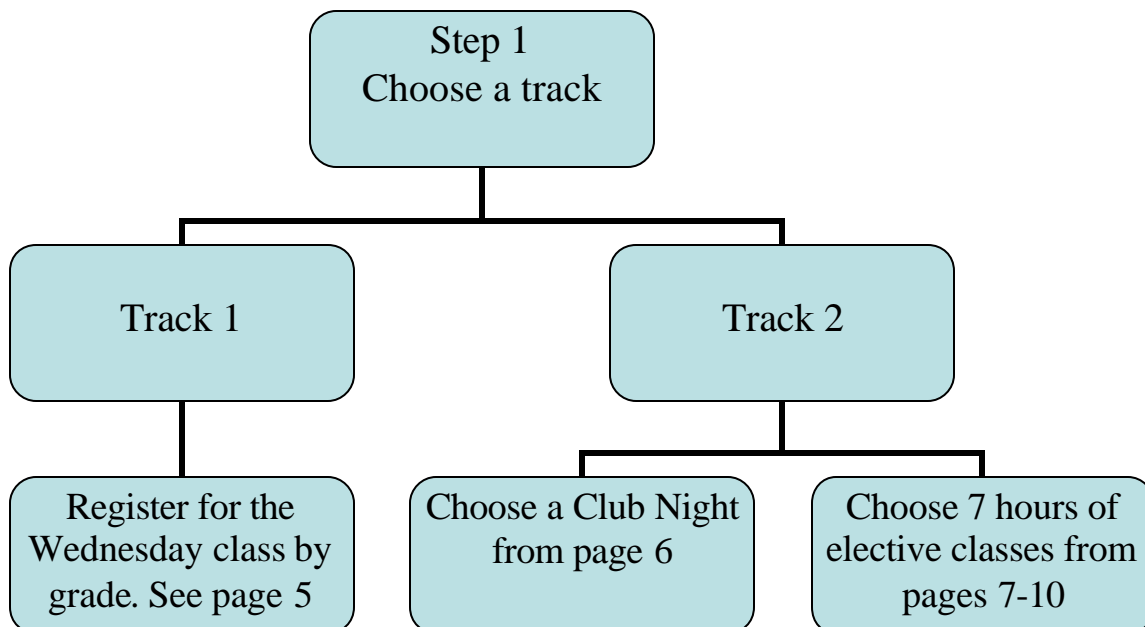 Step 1
Choose a track
Track 1
Track 2
Register for the
Wednesday class by
grade. See page 5
Choose a Club Night
from page 6
Choose 7 hours of
elective classes from
pages 7-10